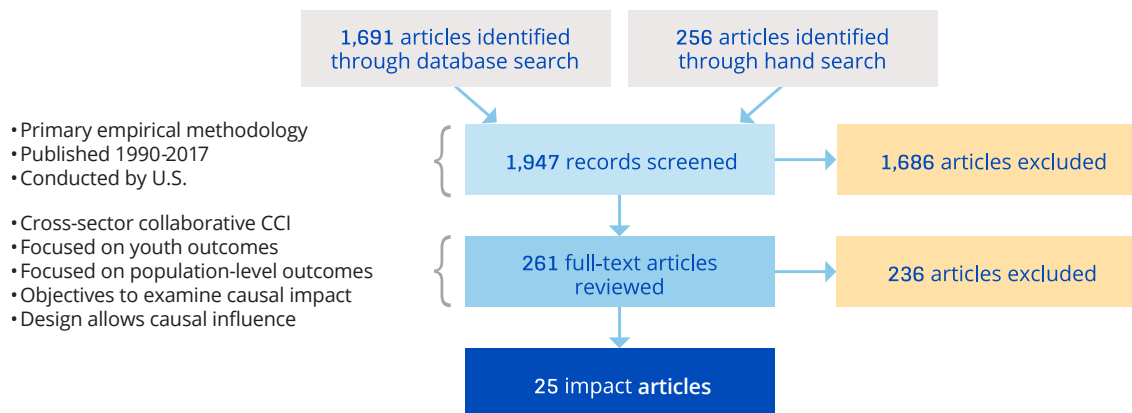 1,691 articles identified
through database search
256 articles identified
through hand search
•Primary empirical methodology
•Published 1990-2017
•Conducted by U.S.
1,947 records screened
1,686 articles excluded
•Cross-sector collaborative CCI
•Focused on youth outcomes
•Focused on population-level outcomes
•Objectives to examine causal impact
•Design allows causal influence
261 full-text articles
reviewed
236 articles excluded
25 impact articles